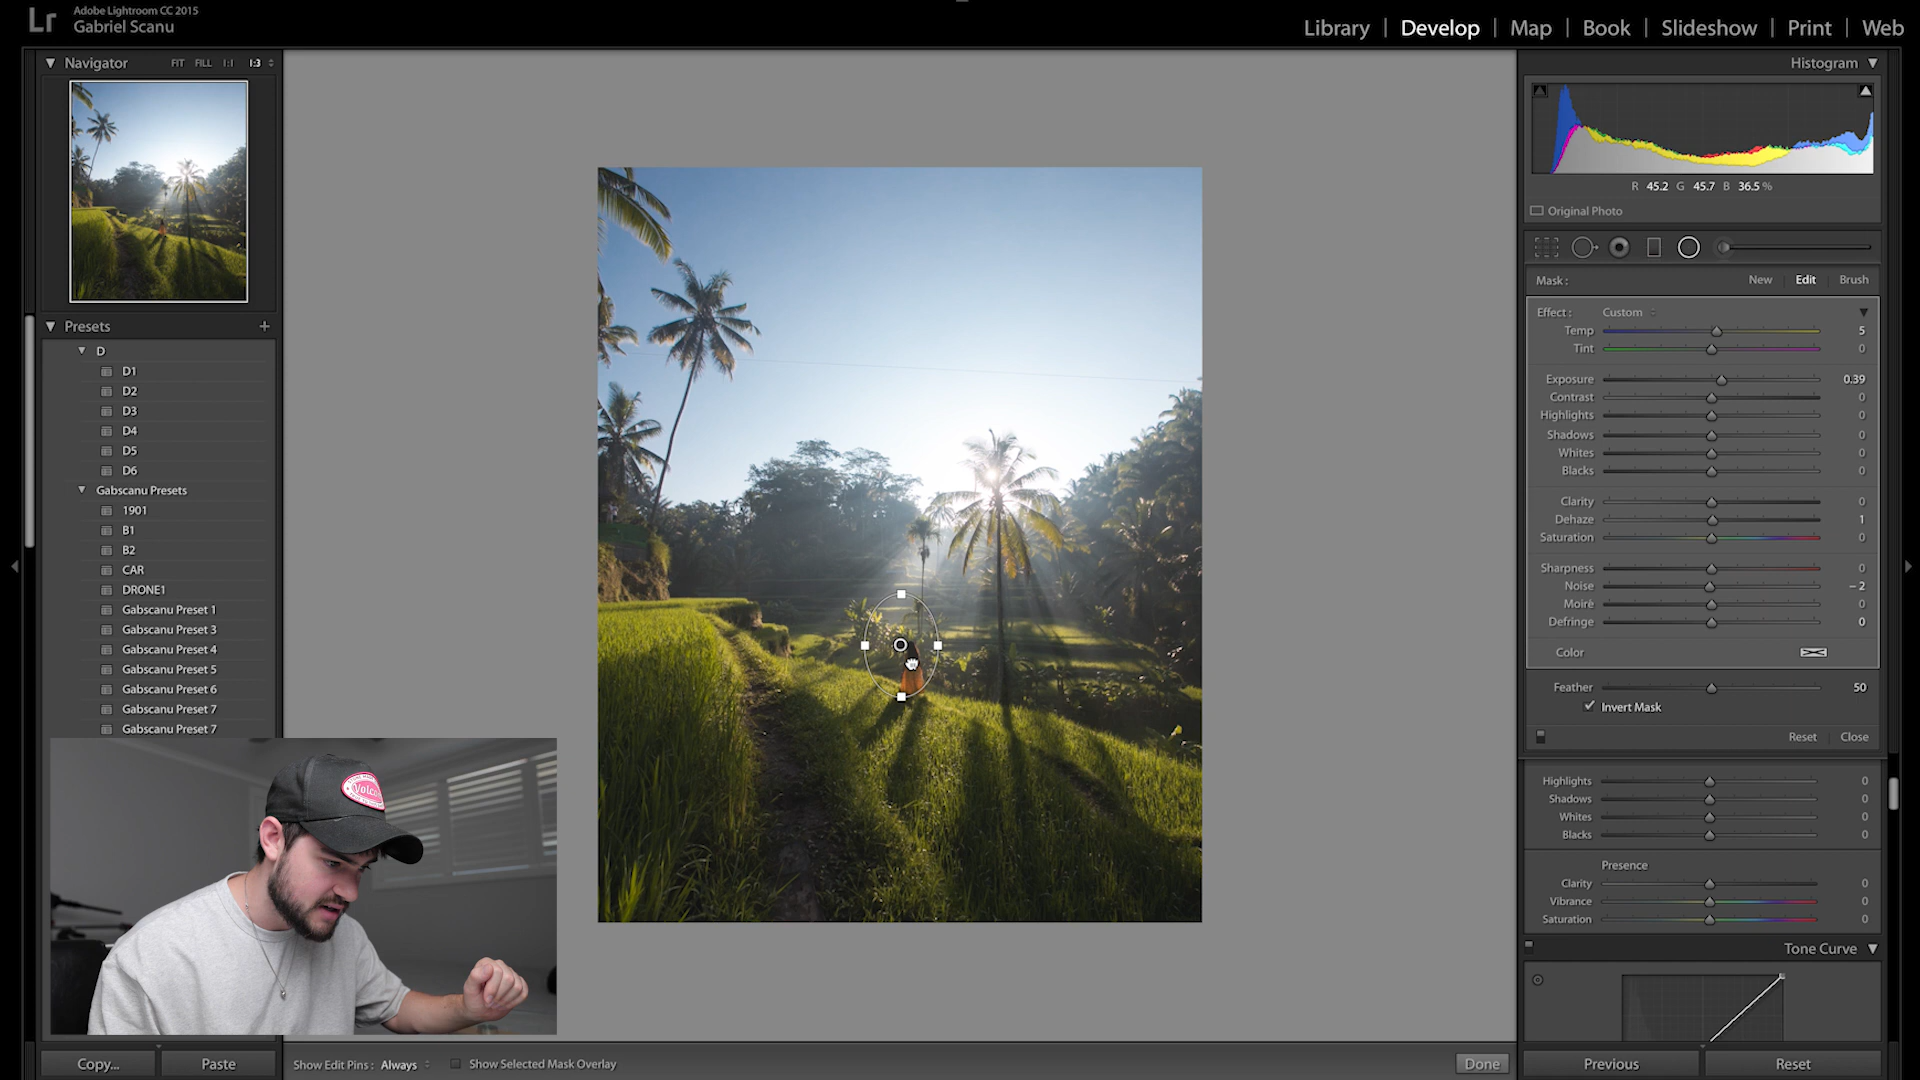 Lr
Adobe Lightroom CC 2015
Gabriel Scanu
Library | Develop | Map | Book | Slideshow | Print | Web
Navigator FIT FILL 1:1 1:3
Presets +
D
D1
D2
D3
D4
D5
D6
Gabscanu Presets
1901
B1
B2
CAR
DRONE1
Gabscanu Preset 1
Gabscanu Preset 3
Gabscanu Preset 4
Gabscanu Preset 5
Gabscanu Preset 6
Gabscanu Preset 7
Gabscanu Preset 7
Volco
Copy... Paste
Show Edit Pins : Always Show Selected Mask Overlay Done
Histogram
R 45.2 G 45.7 B 36.5 %
Original Photo
Mask : New Edit Brush
Effect : Custom
Temp 5
Tint 0
Exposure 0.39
Contrast 0
Highlights 0
Shadows 0
Whites 0
Blacks 0
Clarity 0
Dehaze 1
Saturation 0
Sharpness 0
Noise – 2
Moiré 0
Defringe 0
Color
Feather 50
Invert Mask
Reset Close
Highlights 0
Shadows 0
Whites 0
Blacks 0
Presence
Clarity 0
Vibrance 0
Saturation 0
Tone Curve
Previous Reset